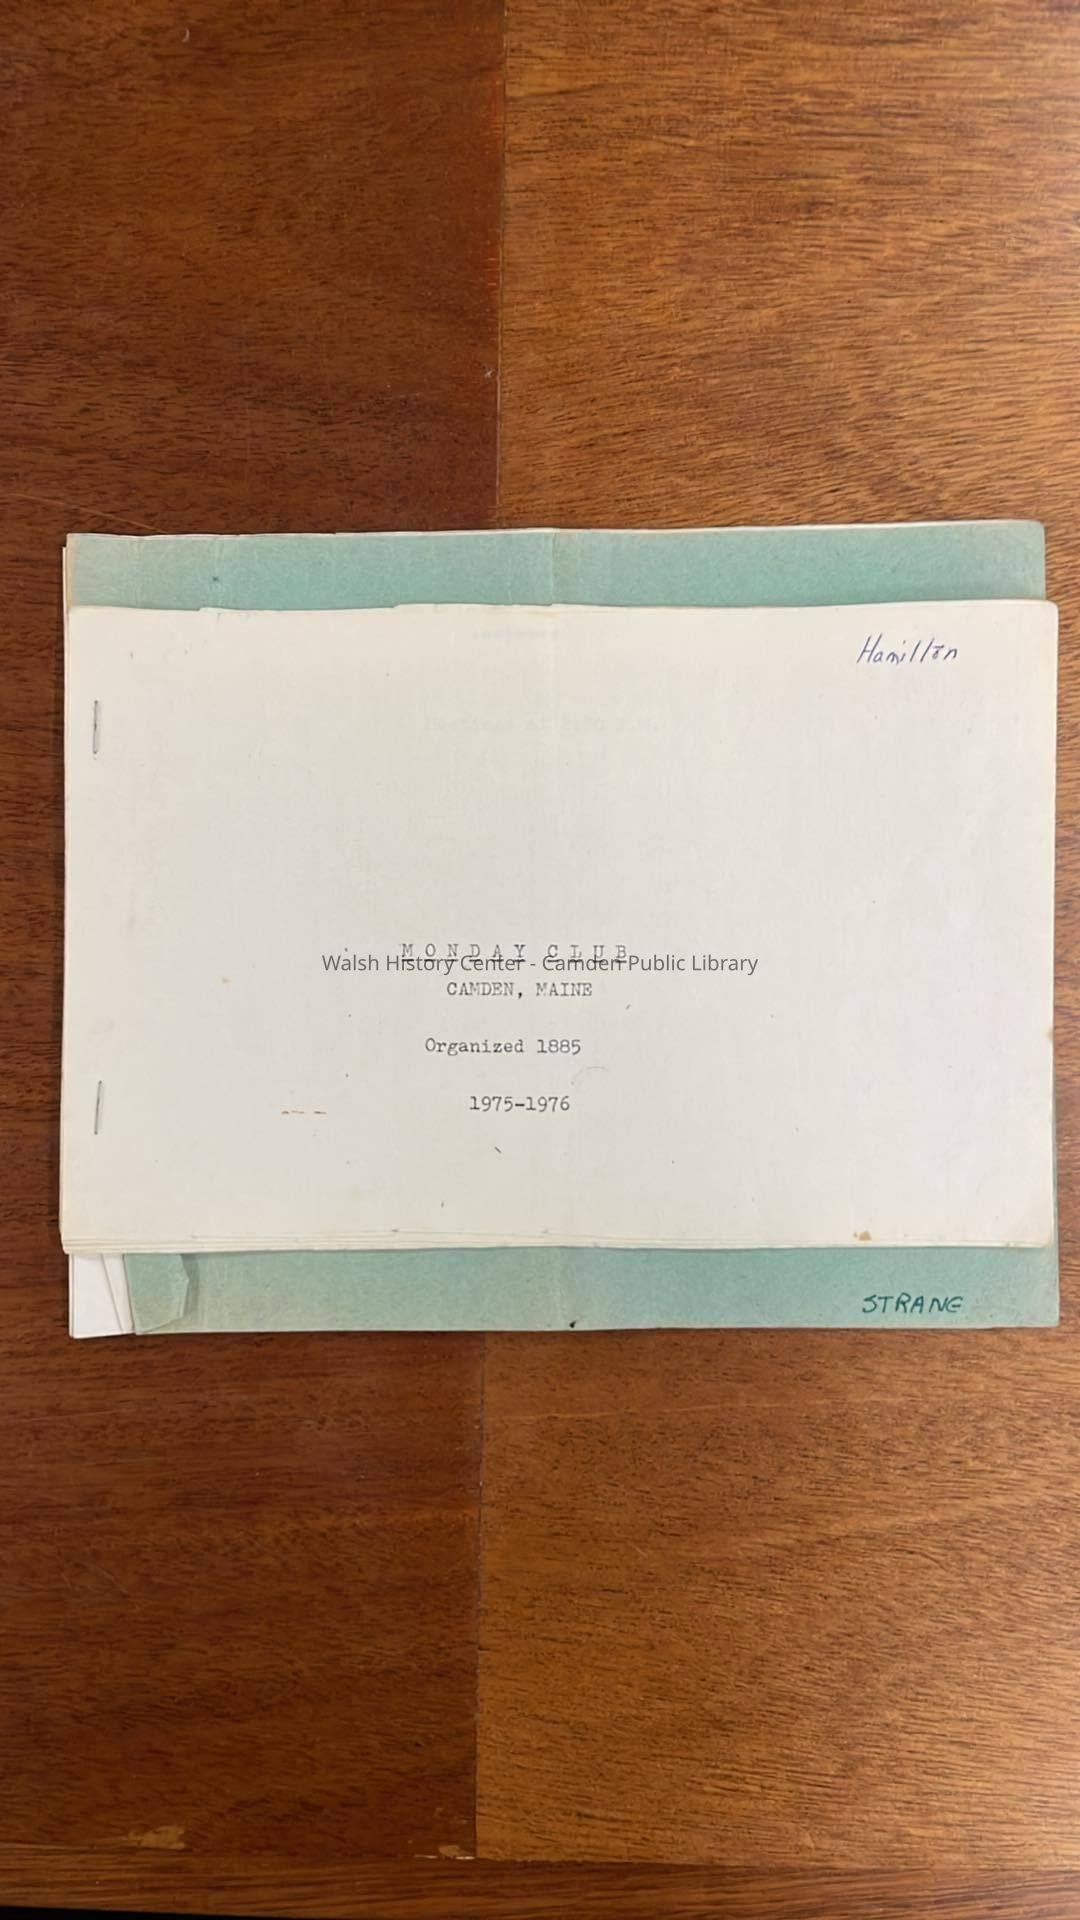 Hamilton
MONDAY CLUB
Walsh History Center - Camden Public Library
CAMDEN, MAINE
Organized 1885
1975-1976
STRANG